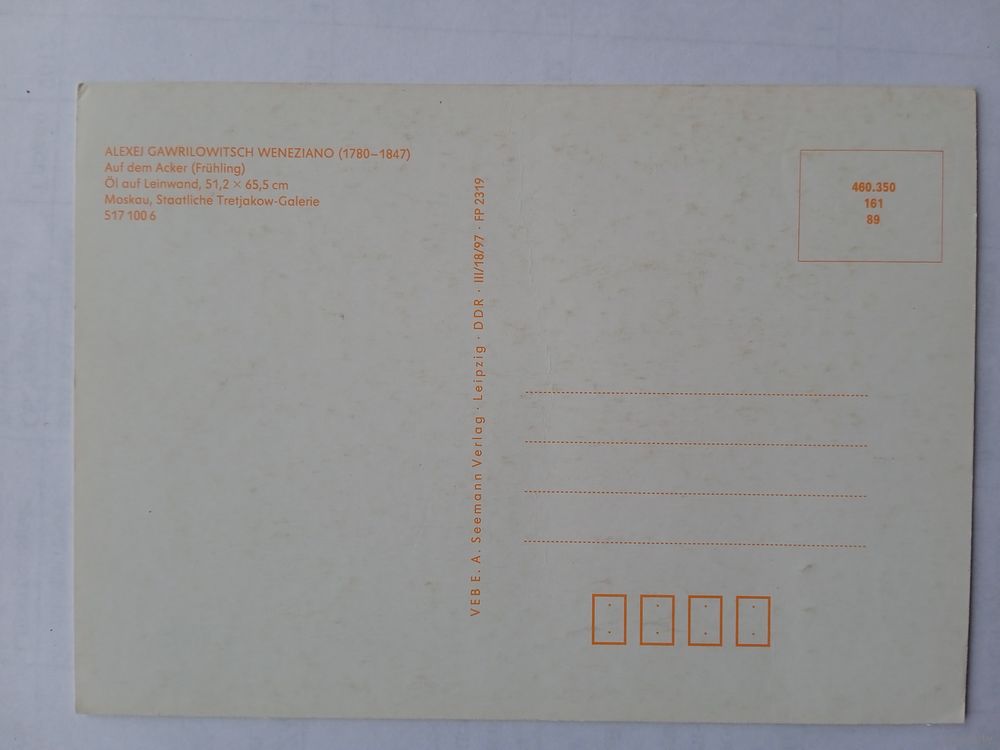 ALEXEJ GAWRILOWITSCH WENEZIANO (1780–1847)
Auf dem Acker (Frühling)
Öl auf Leinwand, 51,2 × 65,5 cm
Moskau, Staatliche Tretjakow-Galerie
517 100 6
VEB E. A. Seemann Verlag · Leipzig · DDR · III/18/97 · FP 2319
460.350
161
89